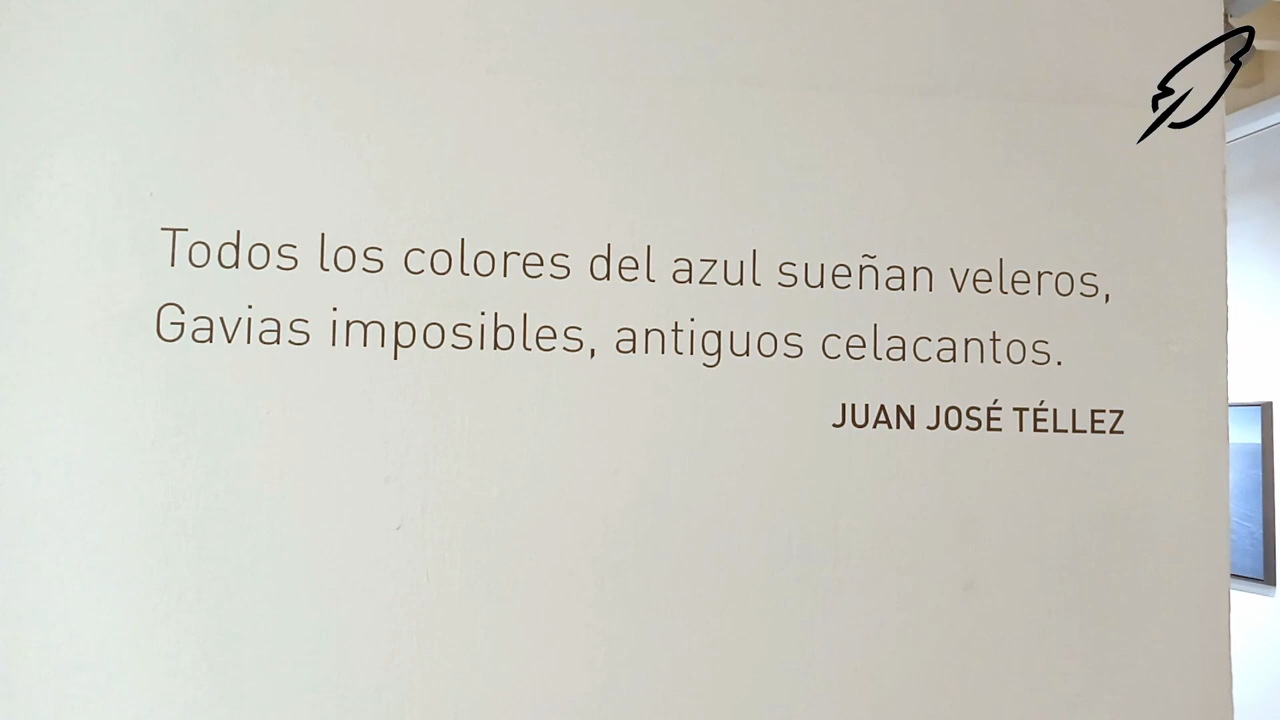 Todos los colores del azul sueñan veleros,
Gavias imposibles, antiguos celacantos.
JUAN JOSÉ TÉLLEZ